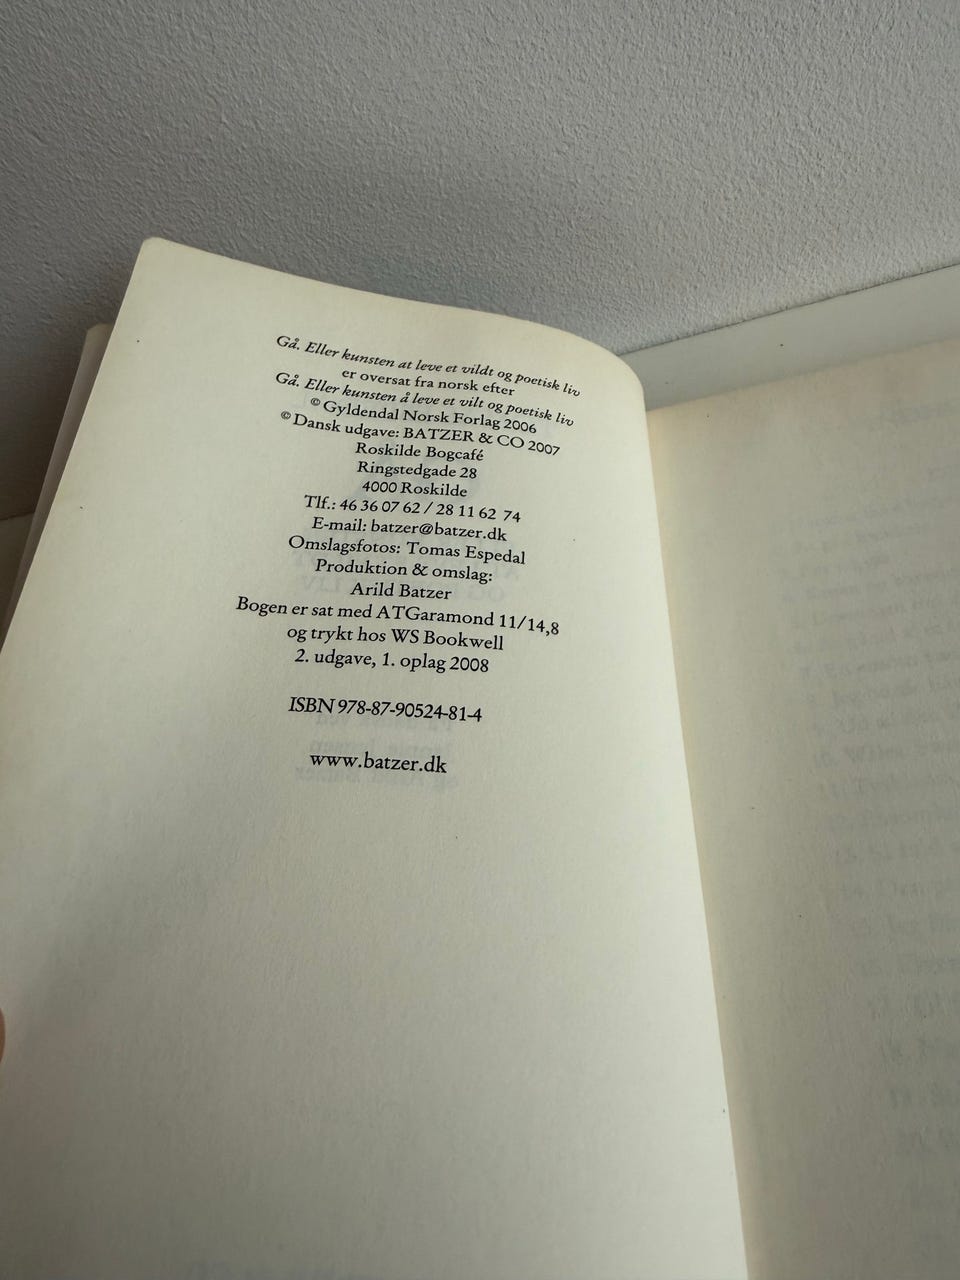 Gå. Eller kunsten at leve et vildt og poetisk liv
er oversat fra norsk efter
Gå. Eller kunsten å leve et vilt og poetisk liv
© Gyldendal Norsk Forlag 2006
© Dansk udgave: BATZER & CO 2007
Roskilde Bogcafé
Ringstedgade 28
4000 Roskilde
Tlf.: 46 36 07 62 / 28 11 62 74
E-mail: batzer@batzer.dk
Omslagsfotos: Tomas Espedal
Produktion & omslag:
Arild Batzer
Bogen er sat med ATGaramond 11/14,8
og trykt hos WS Bookwell
2. udgave, 1. oplag 2008
ISBN 978-87-90524-81-4
www.batzer.dk